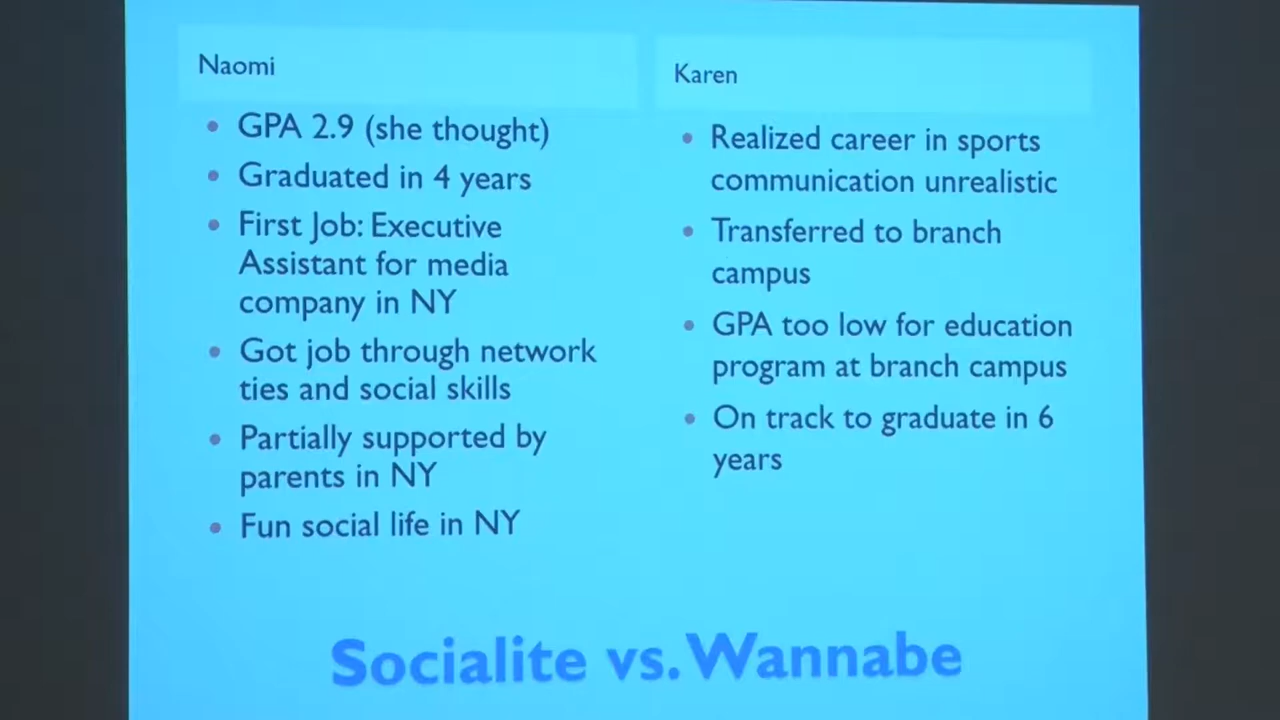 Naomi
• GPA 2.9 (she thought)
• Graduated in 4 years
• First Job: Executive
Assistant for media
company in NY
• Got job through network
ties and social skills
• Partially supported by
parents in NY
• Fun social life in NY
Karen
• Realized career in sports
communication unrealistic
• Transferred to branch
campus
• GPA too low for education
program at branch campus
• On track to graduate in 6
years
Socialite vs. Wannabe